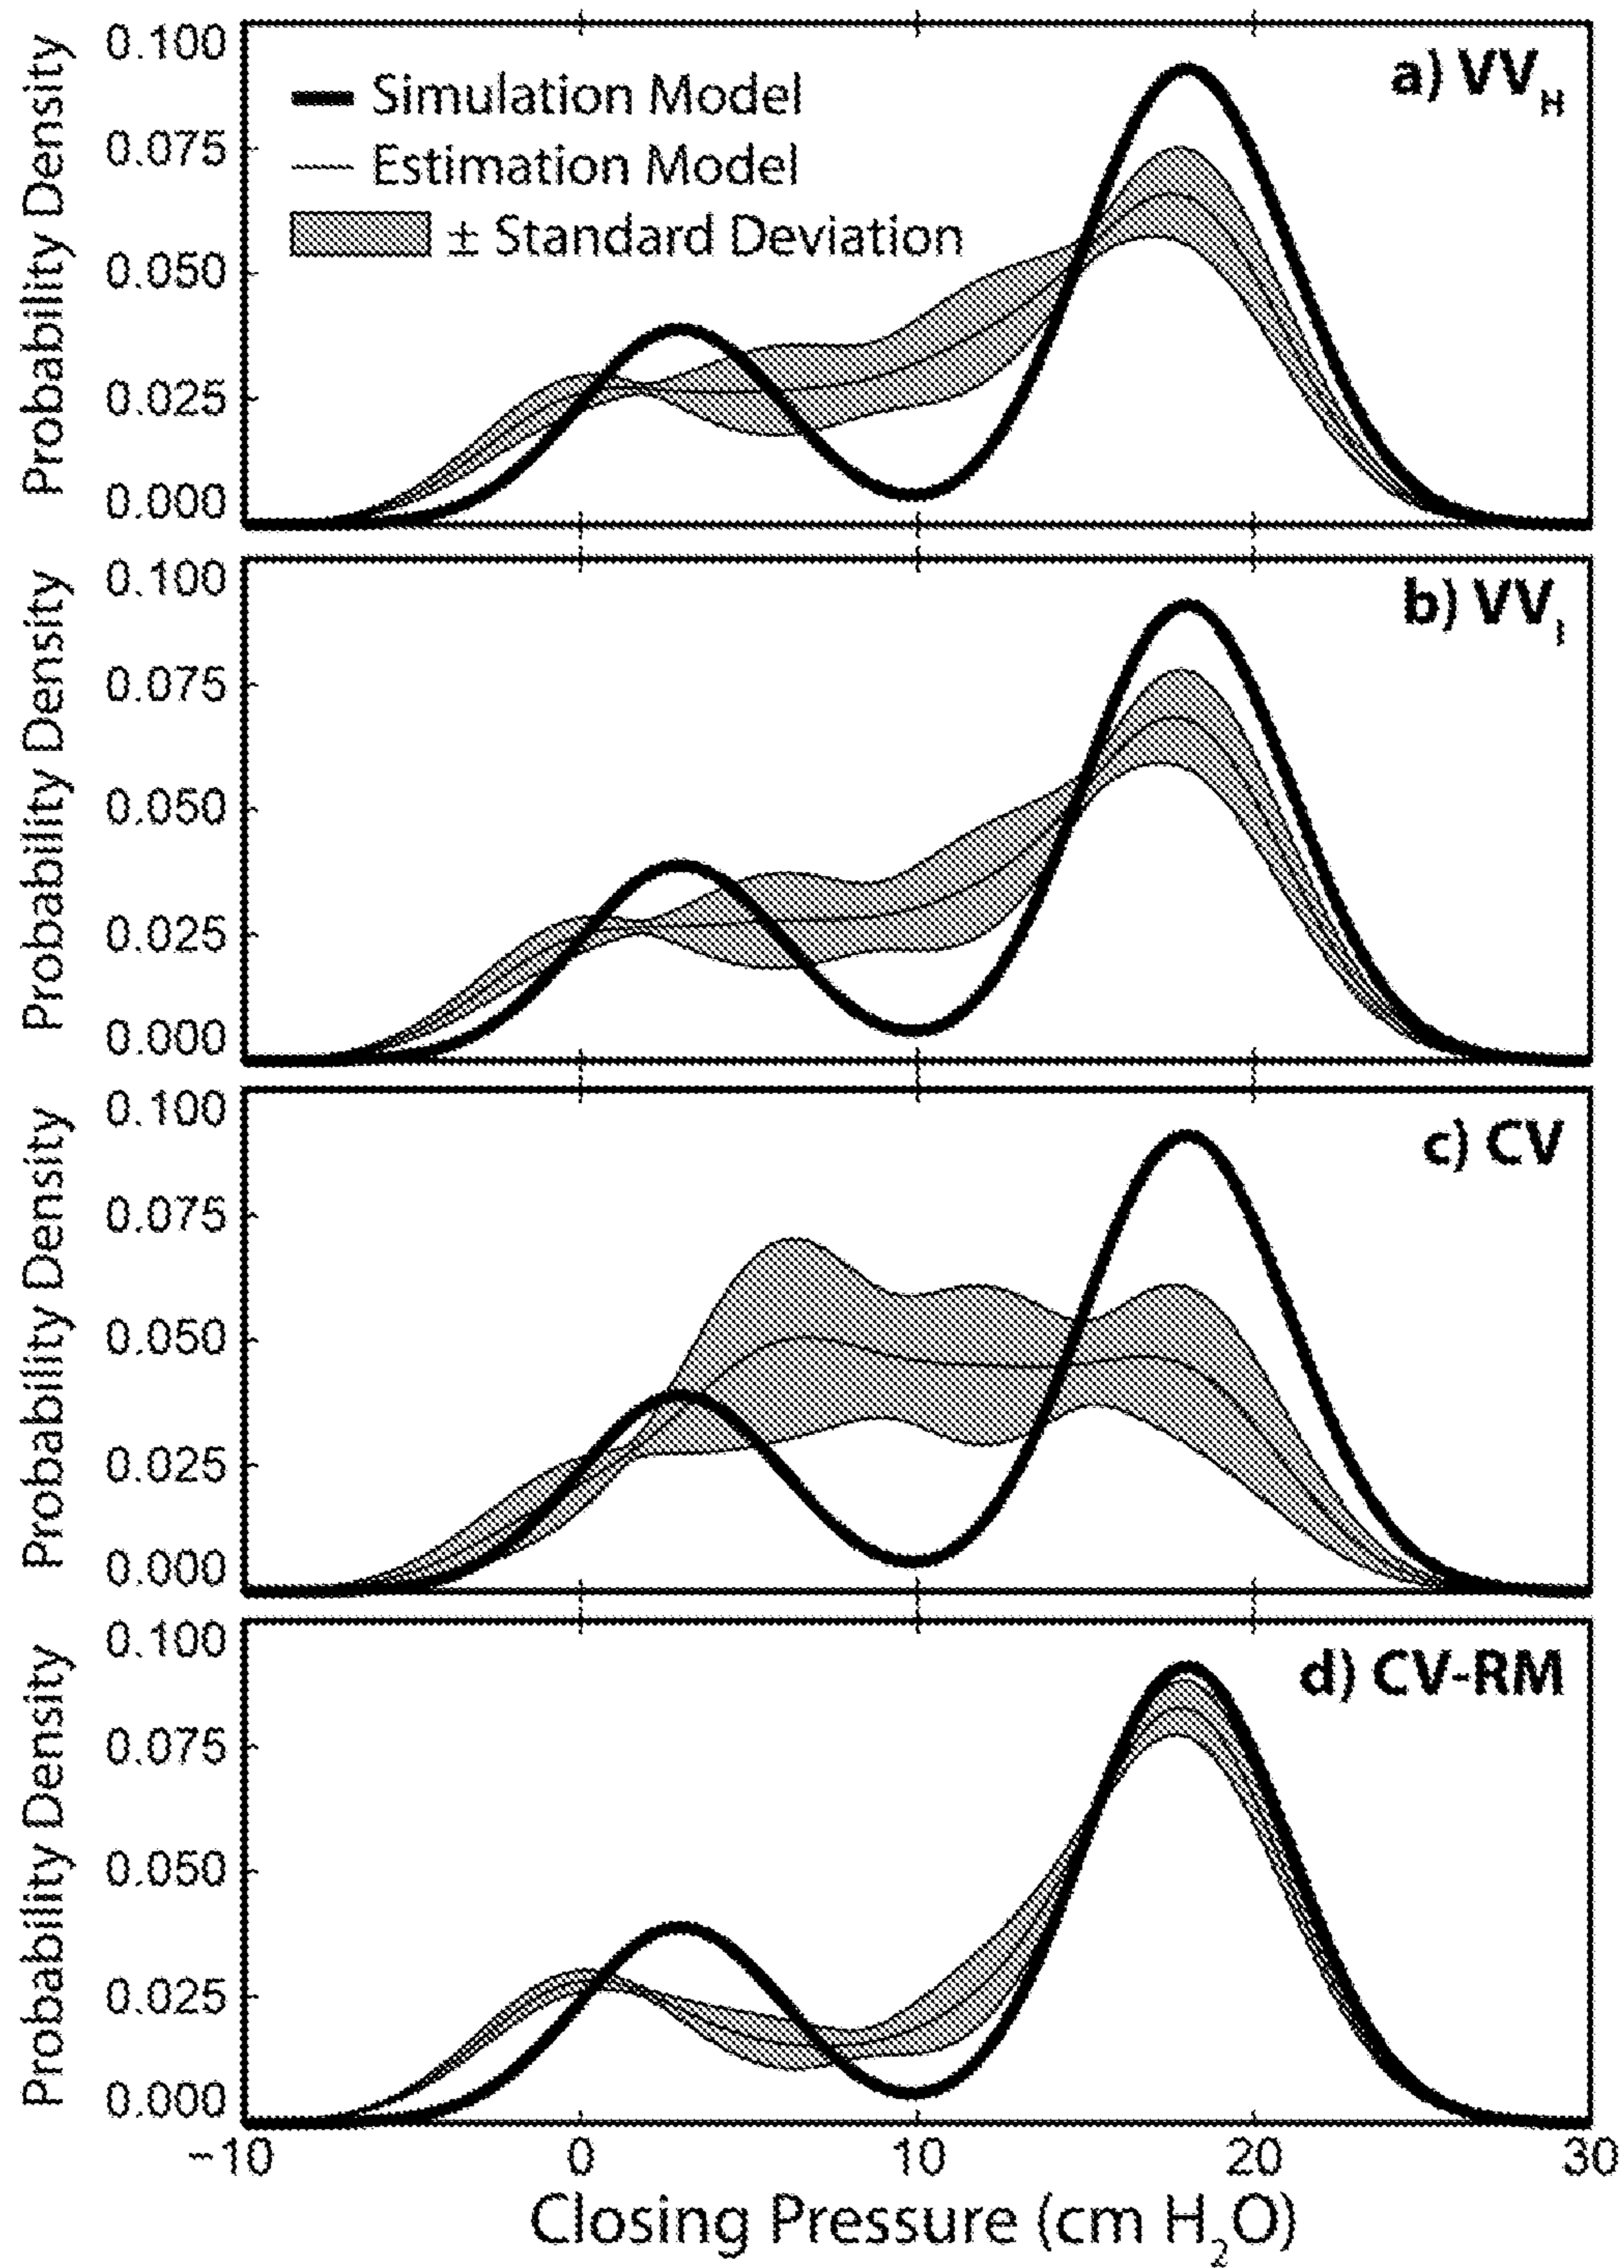 a) VV_H
Probability Density
0.100
0.075
0.050
0.025
0.000
Simulation Model
Estimation Model
± Standard Deviation
b) VV_I
Probability Density
0.100
0.075
0.050
0.025
0.000
c) CV
Probability Density
0.100
0.075
0.050
0.025
0.000
d) CV-RM
Probability Density
0.100
0.075
0.050
0.025
0.000
−10 0 10 20 30
Closing Pressure (cm H₂O)